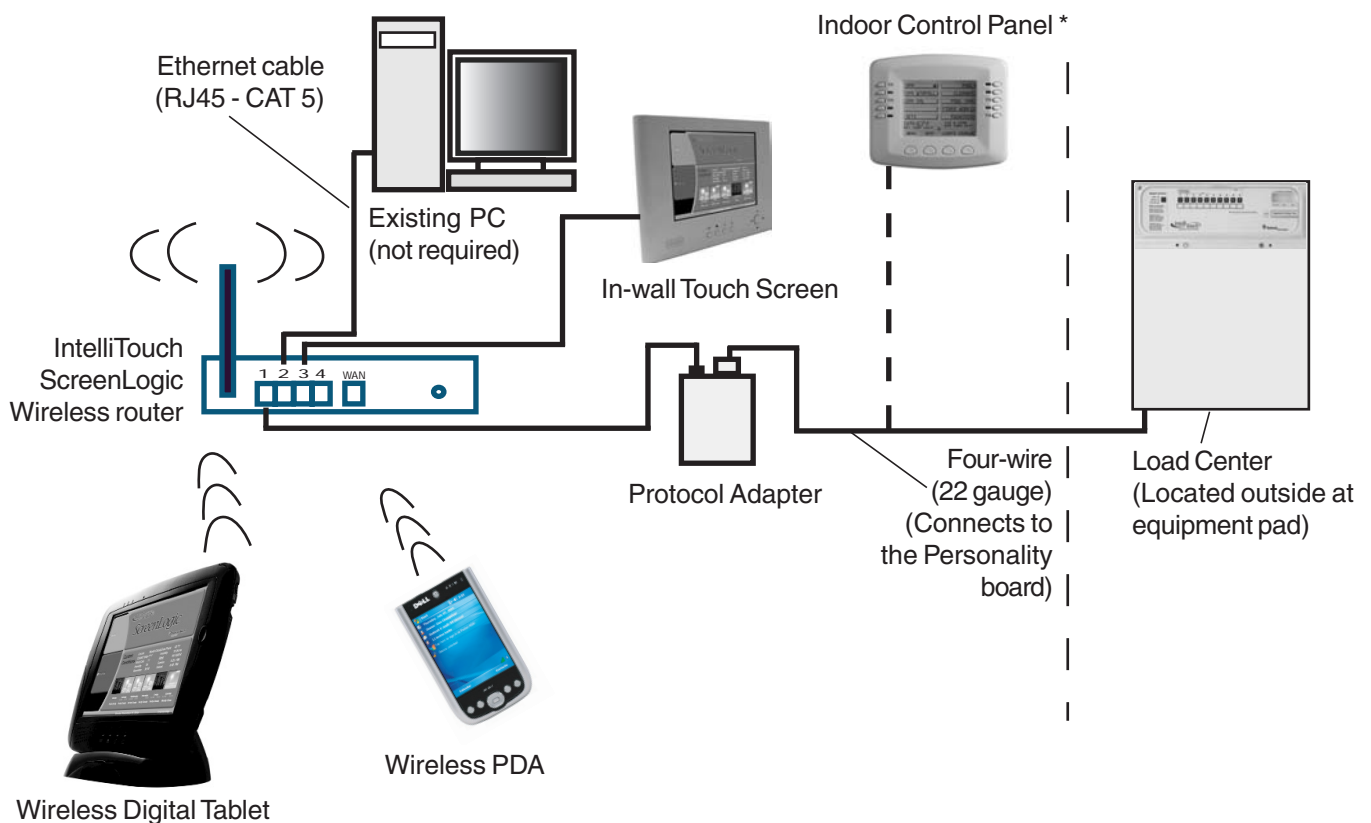 Indoor Control Panel *
Ethernet cable
(RJ45 - CAT 5)
Existing PC
(not required)
In-wall Touch Screen
IntelliTouch
ScreenLogic
Wireless router
1 2 3 4 WAN
Protocol Adapter
Four-wire
(22 gauge)
(Connects to
the Personality
board)
Load Center
(Located outside at
equipment pad)
DELL
ScreenLogic
Wireless PDA
Wireless Digital Tablet